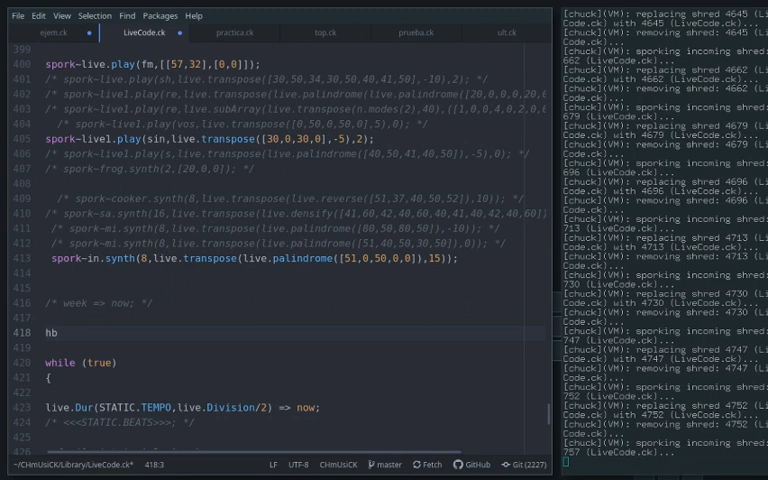 File Edit View Selection Find Packages Help
ejem.ck LiveCode.ck practica.ck top.ck prueba.ck ult.ck
399
400 spork~live.play(fm,[[57,32],[0,0]]);
401 /* spork~live.play(sh,live.transpose([30,50,34,30,50,40,41,50],-10),2); */
402 /* spork~live1.play(re,live.transpose(live.palindrome(live.palindrome([20,0,0,0,20,6
403 /* spork~live1.play(re,live.subArray(live.transpose(n.modes(2),40),([1,0,0,4,0,2,0,6
404 /* spork~live1.play(vos,live.transpose([0,50,0,50,0],5),0); */
405 spork~live1.play(sin,live.transpose([30,0,30,0],-5),2);
406 /* spork~live1.play(s,live.transpose(live.palindrome([40,50,41,40,50]),-5),0); */
407 /* spork~frog.synth(2,[20,0,0]); */
408
409 /* spork~cooker.synth(8,live.transpose(live.reverse([51,37,40,50,52]),10)); */
410 /* spork~sa.synth(16,live.transpose(live.densify([41,60,42,40,60,40,41,40,42,40,60]
411 /* spork~mi.synth(8,live.transpose(live.palindrome([80,50,80,50]),-10)); */
412 /* spork~mi.synth(8,live.transpose(live.palindrome([51,40,50,30,50]),0)); */
413 spork~in.synth(8,live.transpose(live.palindrome([51,0,50,0,0]),15));
414
415
416 /* week => now; */
417
418 hb
419
420 while (true)
421 {
422
423 live.Dur(STATIC.TEMPO,live.Division/2) => now;
424 /* <<<STATIC.BEATS>>>; */
425
426
~/CHmUsiCK/Library/LiveCode.ck* 418:3 LF UTF-8 CHmUsiCK master Fetch GitHub Git (2227)
[chuck](VM): replacing shred 4645 (LiveCode.ck) with 4645 (LiveCode.ck)...
[chuck](VM): removing shred: 4645
Code.ck)...
[chuck](VM): sporking incoming shred:
662 (LiveCode.ck)...
[chuck](VM): replacing shred 4662
Code.ck) with 4662 (LiveCode.ck)...
[chuck](VM): removing shred: 4662
Code.ck)...
[chuck](VM): sporking incoming shred:
679 (LiveCode.ck)...
[chuck](VM): replacing shred 4679
Code.ck) with 4679 (LiveCode.ck)...
[chuck](VM): removing shred: 4679
Code.ck)...
[chuck](VM): sporking incoming shred:
696 (LiveCode.ck)...
[chuck](VM): replacing shred 4696
Code.ck) with 4696 (LiveCode.ck)...
[chuck](VM): removing shred: 4696
Code.ck)...
[chuck](VM): sporking incoming shred:
713 (LiveCode.ck)...
[chuck](VM): replacing shred 4713
Code.ck) with 4713 (LiveCode.ck)...
[chuck](VM): removing shred: 4713
Code.ck)...
[chuck](VM): sporking incoming shred:
730 (LiveCode.ck)...
[chuck](VM): replacing shred 4730
Code.ck) with 4730 (LiveCode.ck)...
[chuck](VM): removing shred: 4730
Code.ck)...
[chuck](VM): sporking incoming shred:
747 (LiveCode.ck)...
[chuck](VM): replacing shred 4747
Code.ck) with 4747 (LiveCode.ck)...
[chuck](VM): removing shred: 4747
Code.ck)...
[chuck](VM): sporking incoming shred:
752 (LiveCode.ck)...
[chuck](VM): replacing shred 4752
Code.ck) with 4752 (LiveCode.ck)...
[chuck](VM): removing shred: 4752
Code.ck)...
[chuck](VM): sporking incoming shred:
757 (LiveCode.ck)...